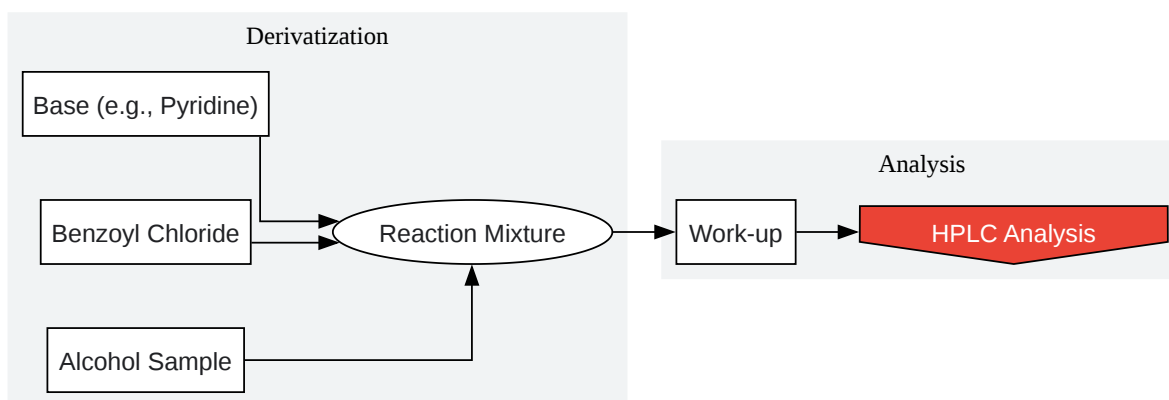 Derivatization
Base (e.g., Pyridine)
Benzoyl Chloride
Alcohol Sample
Reaction Mixture
Analysis
Work-up
HPLC Analysis